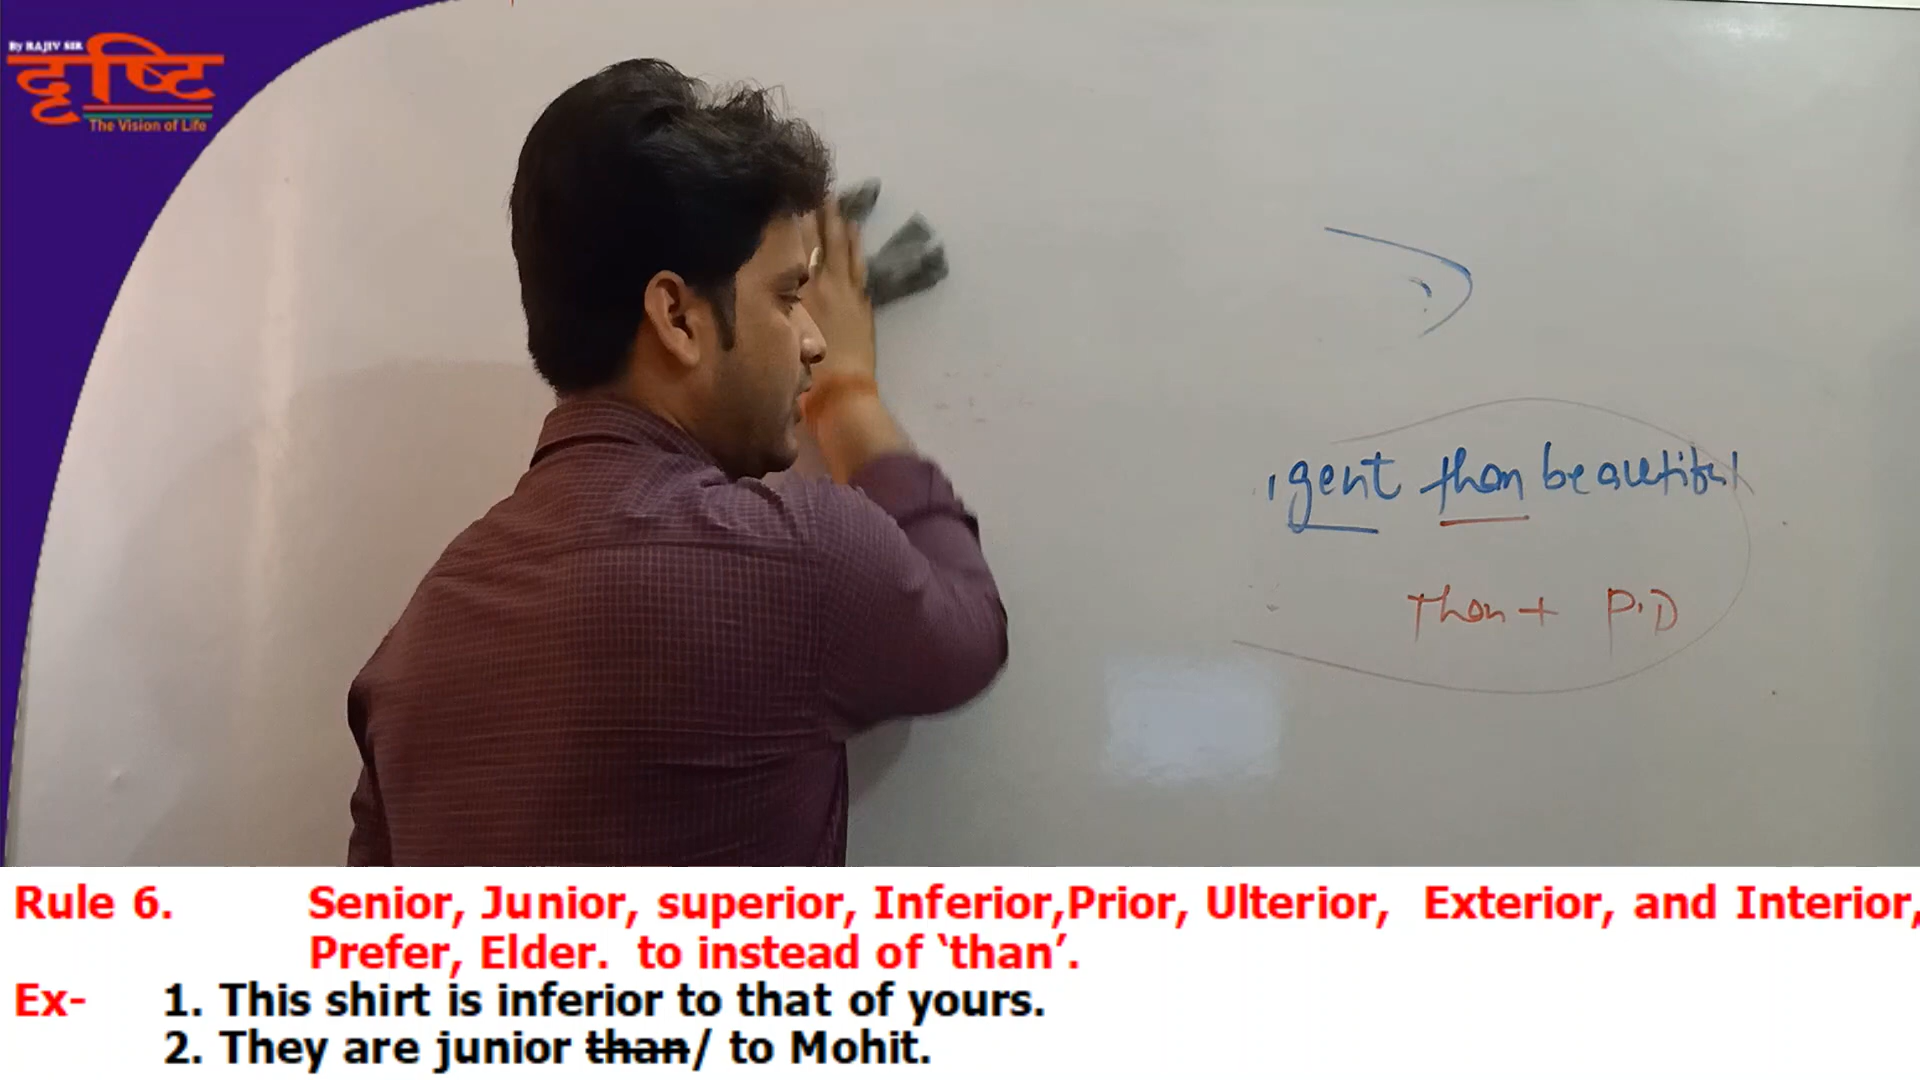 By RAJIV SIR
दृष्टि
The Vision of Life
igent than beautiful
Than + P.D
Rule 6. Senior, Junior, superior, Inferior,Prior, Ulterior, Exterior, and Interior,
Prefer, Elder. to instead of ‘than’.
Ex- 1. This shirt is inferior to that of yours.
2. They are junior than/ to Mohit.